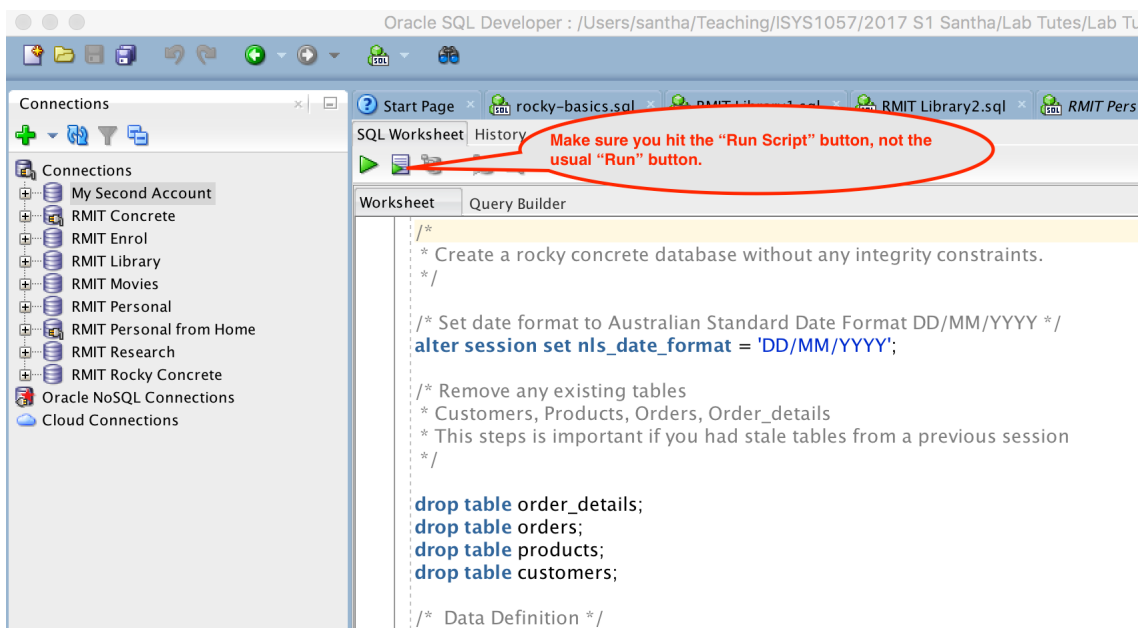 Oracle SQL Developer : /Users/santha/Teaching/ISYS1057/2017 S1 Santha/Lab Tutes/Lab Tu
Connections
Start Page
rocky-basics.sql
RMIT Library1.sql
RMIT Library2.sql
RMIT Pers
SQL Worksheet
History
Make sure you hit the “Run Script” button, not the
usual “Run” button.
Connections
My Second Account
RMIT Concrete
RMIT Enrol
RMIT Library
RMIT Movies
RMIT Personal
RMIT Personal from Home
RMIT Research
RMIT Rocky Concrete
Oracle NoSQL Connections
Cloud Connections
Worksheet
Query Builder
/*
* Create a rocky concrete database without any integrity constraints.
*/
/* Set date format to Australian Standard Date Format DD/MM/YYYY */
alter session set nls_date_format = 'DD/MM/YYYY';
/* Remove any existing tables
* Customers, Products, Orders, Order_details
* This steps is important if you had stale tables from a previous session
*/
drop table order_details;
drop table orders;
drop table products;
drop table customers;
/* Data Definition */